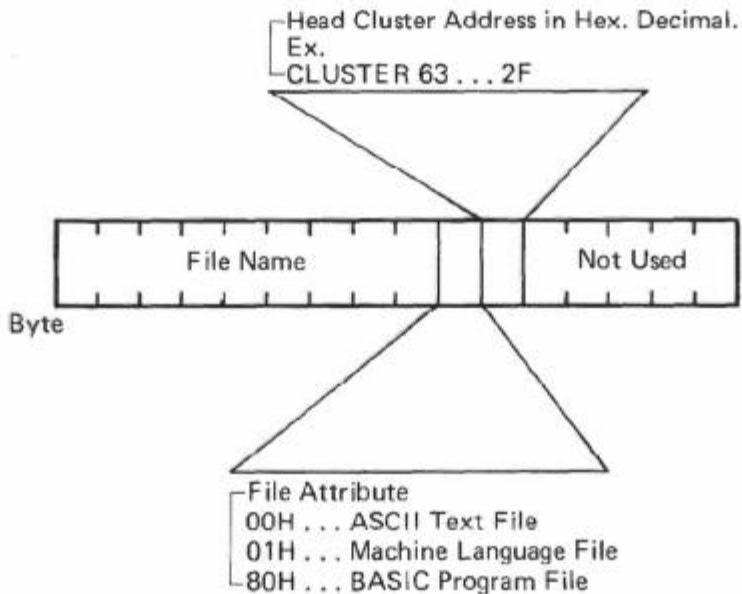 Head Cluster Address in Hex. Decimal.
Ex.
CLUSTER 63 ... 2F
File Name
Not Used
Byte
File Attribute
00H ... ASCII Text File
01H ... Machine Language File
80H ... BASIC Program File